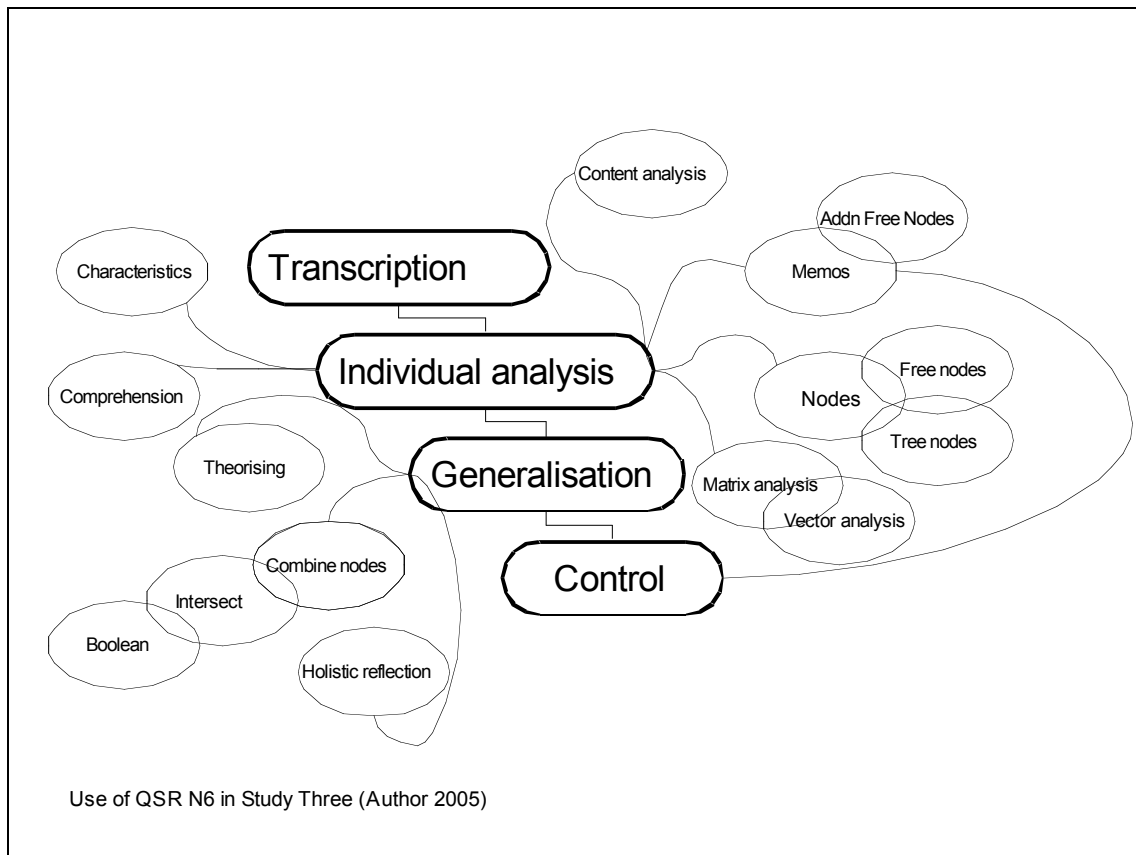 Content analysis
Addn Free Nodes
Memos
Characteristics
Transcription
Individual analysis
Free nodes
Nodes
Comprehension
Tree nodes
Theorising
Generalisation
Matrix analysis
Vector analysis
Combine nodes
Control
Intersect
Boolean
Holistic reflection
Use of QSR N6 in Study Three (Author 2005)